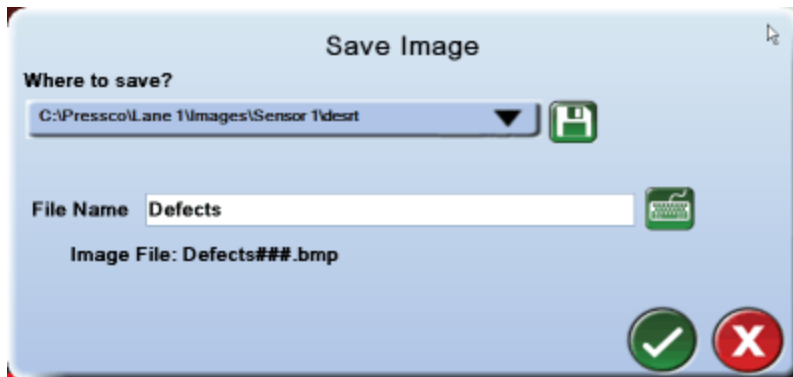 Save Image
Where to save?
C:\Pressco\Lane 1\Images\Sensor 1\desrt
File Name Defects
Image File: Defects###.bmp